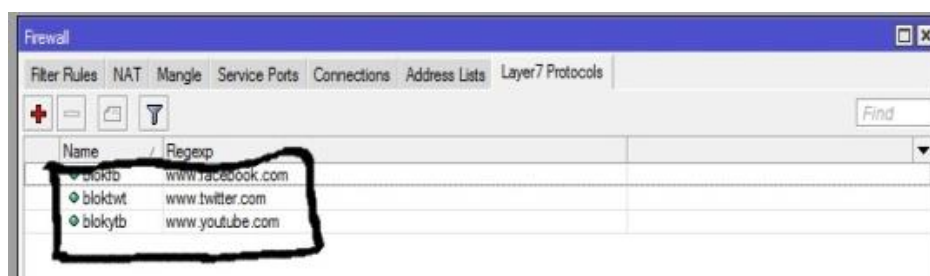 Firewall
Filter Rules NAT Mangle Service Ports Connections Address Lists Layer7 Protocols
Find
Name / Regexp
blokfb www.facebook.com
bloktwt www.twitter.com
blokytb www.youtube.com